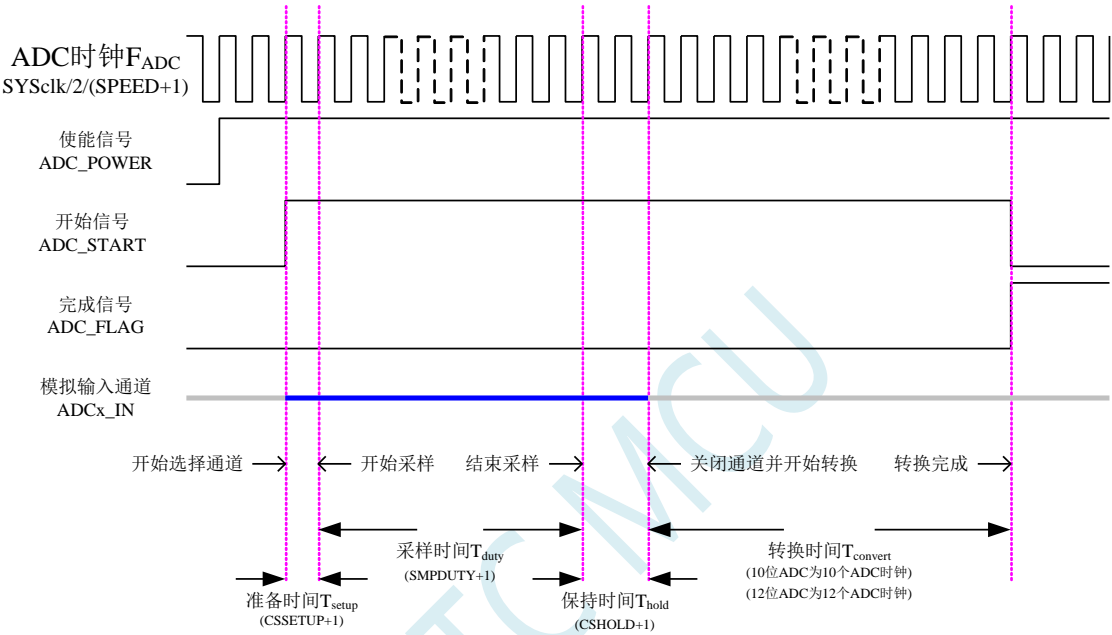 ADC时钟FADC
SYSclk/2/(SPEED+1)
使能信号
ADC_POWER
开始信号
ADC_START
完成信号
ADC_FLAG
模拟输入通道
ADCx_IN
开始选择通道
开始采样
结束采样
关闭通道并开始转换
转换完成
采样时间Tduty
(SMPDUTY+1)
转换时间Tconvert
(10位ADC为10个ADC时钟)
(12位ADC为12个ADC时钟)
准备时间Tsetup
(CSSETUP+1)
保持时间Thold
(CSHOLD+1)
TC MCU